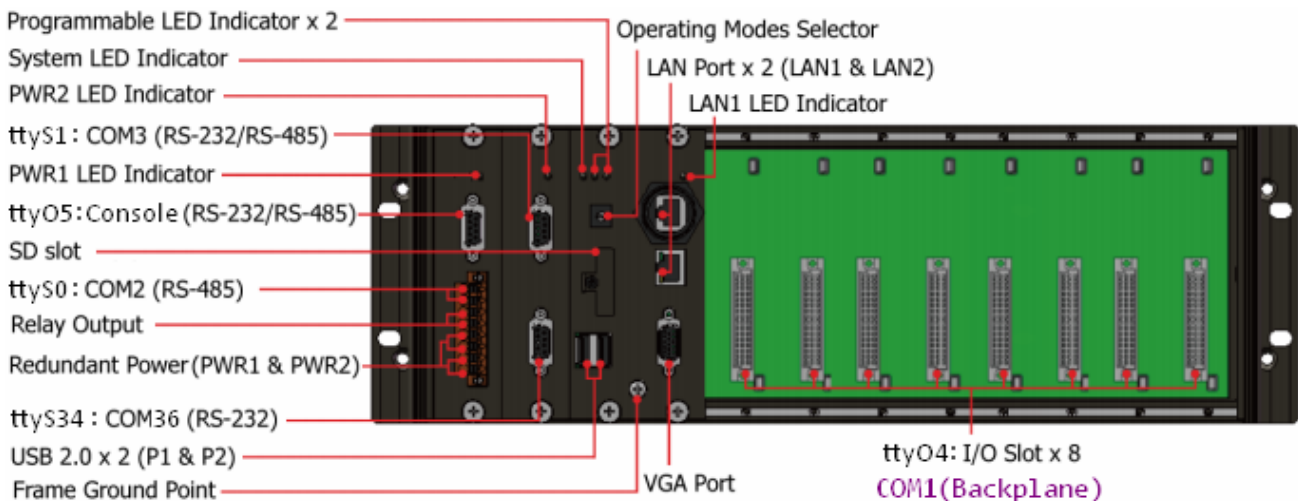 Programmable LED Indicator x 2
System LED Indicator
PWR2 LED Indicator
ttyS1: COM3 (RS-232/RS-485)
PWR1 LED Indicator
ttyO5:Console (RS-232/RS-485)
SD slot
ttyS0: COM2 (RS-485)
Relay Output
Redundant Power(PWR1 & PWR2)
ttyS34 : COM36 (RS-232)
USB 2.0 x 2 (P1 & P2)
Frame Ground Point
Operating Modes Selector
LAN Port x 2 (LAN1 & LAN2)
LAN1 LED Indicator
VGA Port
ttyO4: I/O Slot x 8
COM1(Backplane)